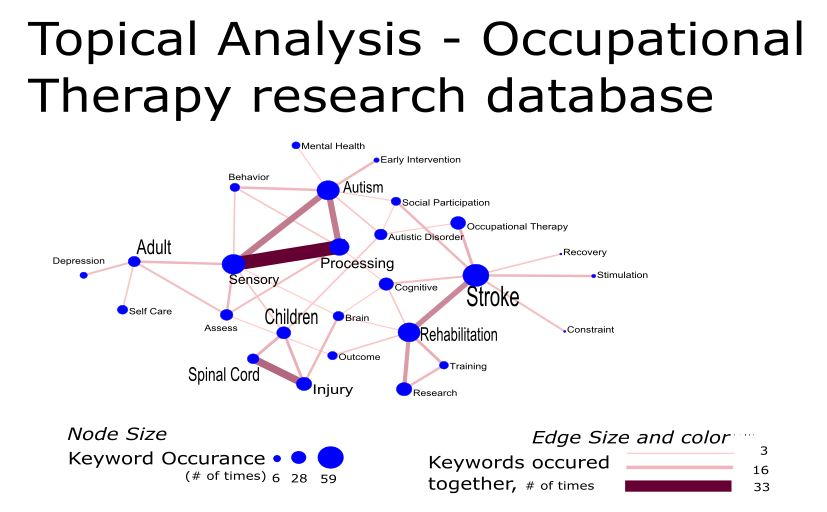 Topical Analysis - Occupational
Therapy research database
Mental Health
Early Intervention
Behavior
Autism
Social Participation
Occupational Therapy
Autistic Disorder
Adult
Processing
Recovery
Depression
Sensory
Stimulation
Cognitive
Stroke
Self Care
Children
Brain
Assess
Rehabilitation
Constraint
Outcome
Training
Spinal Cord
Injury
Research
Node Size
Keyword Occurance
(# of times) 6 28 59
Edge Size and color
Keywords occured
together, # of times
3
16
33